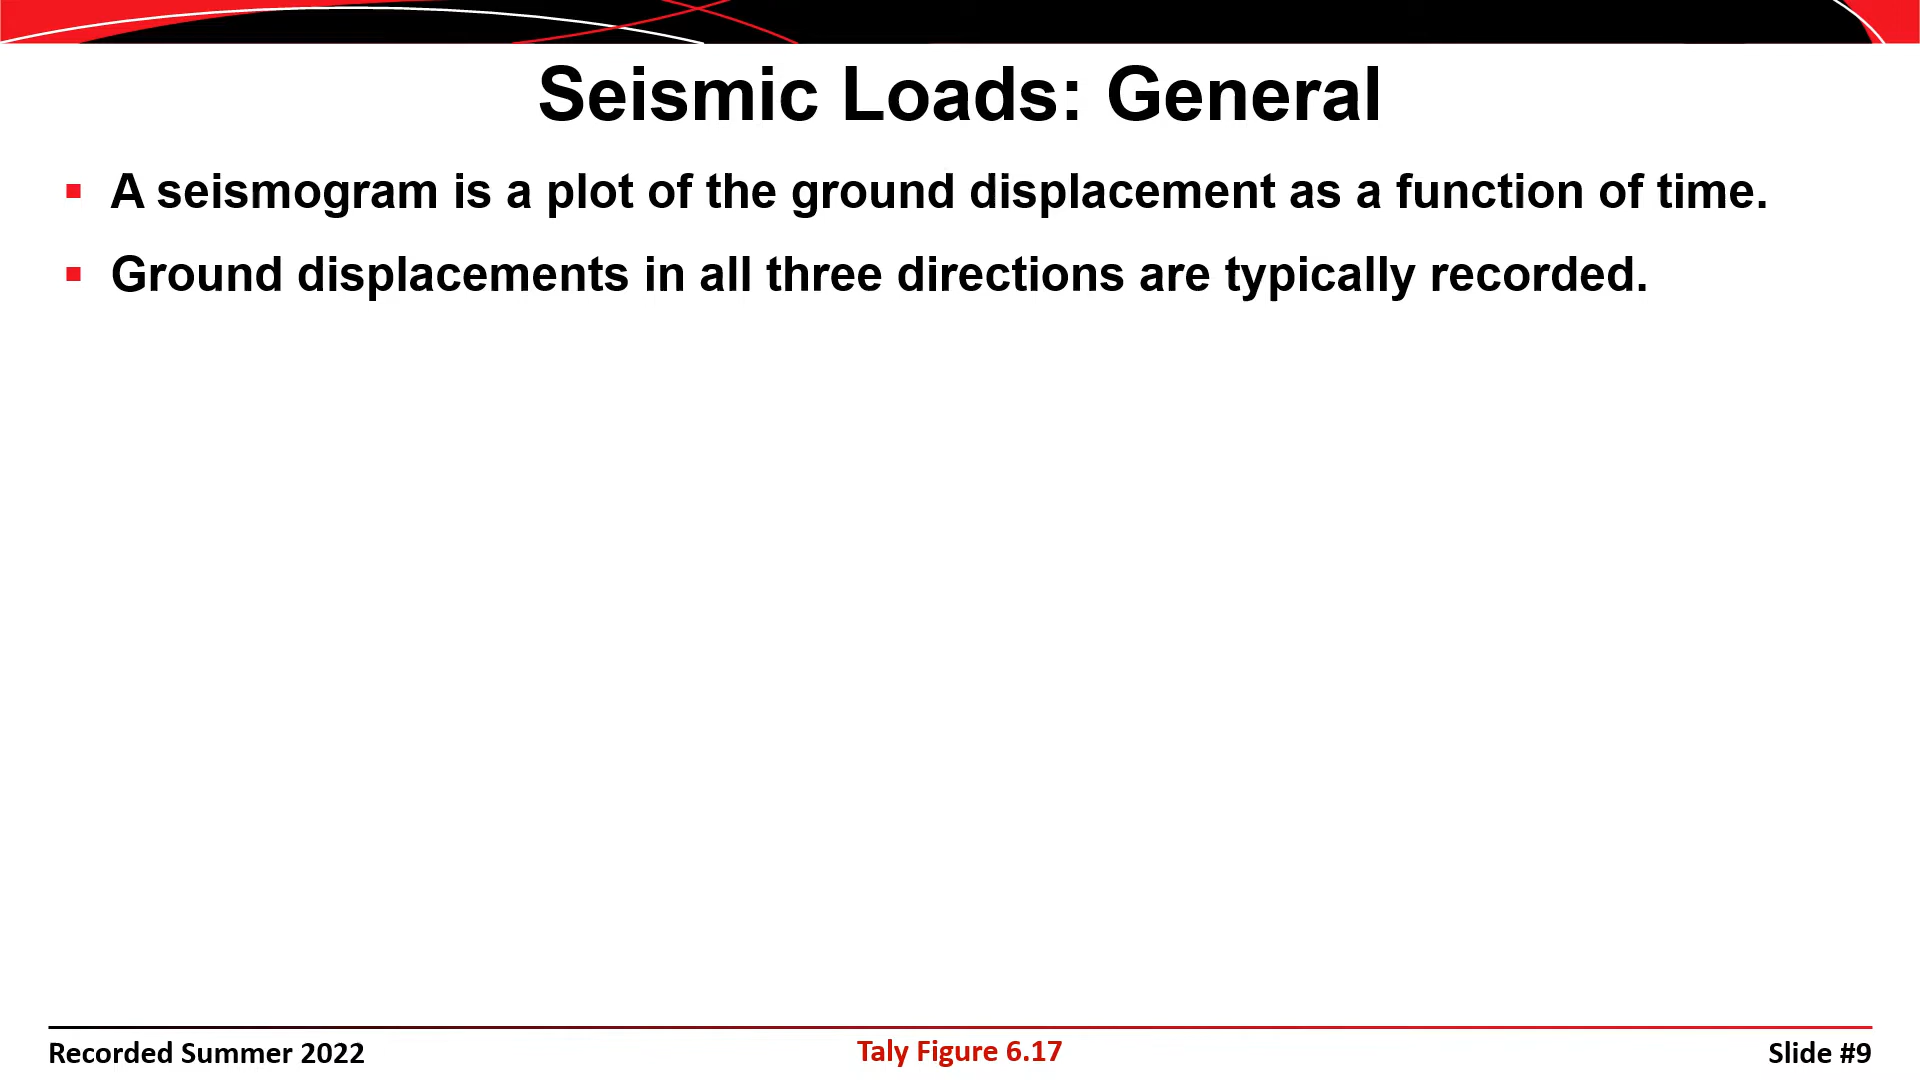 Seismic Loads: General
▪ A seismogram is a plot of the ground displacement as a function of time.
▪ Ground displacements in all three directions are typically recorded.
Recorded Summer 2022
Taly Figure 6.17
Slide #9